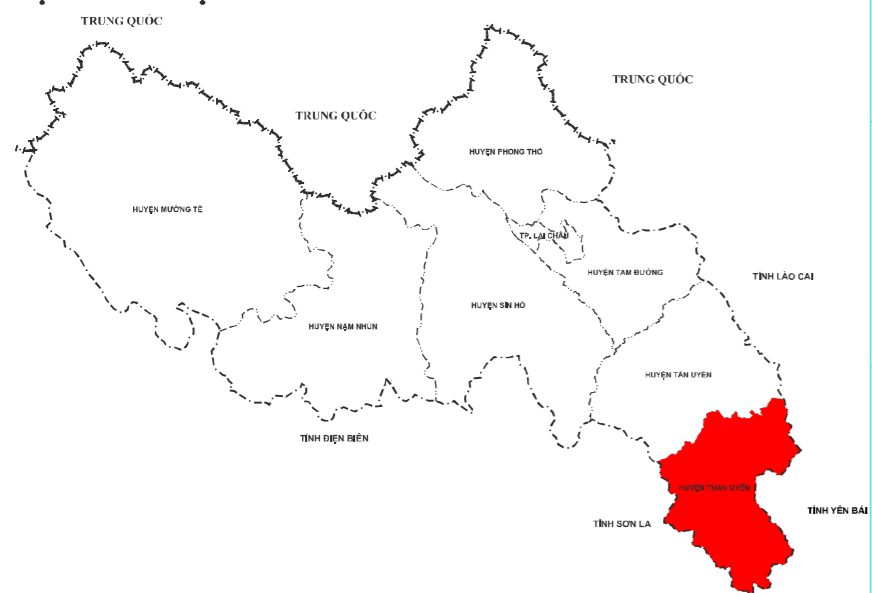 TRUNG QUỐC
TRUNG QUỐC
TRUNG QUỐC
HUYỆN PHONG THỔ
HUYỆN MƯỜNG TÈ
TP. LAI CHÂU
HUYỆN TAM ĐƯỜNG
TỈNH LÀO CAI
HUYỆN SÌN HỒ
HUYỆN NẬM NHÙN
HUYỆN TÂN UYÊN
TỈNH ĐIỆN BIÊN
HUYỆN THAN UYÊN
TỈNH YÊN BÁI
TỈNH SƠN LA